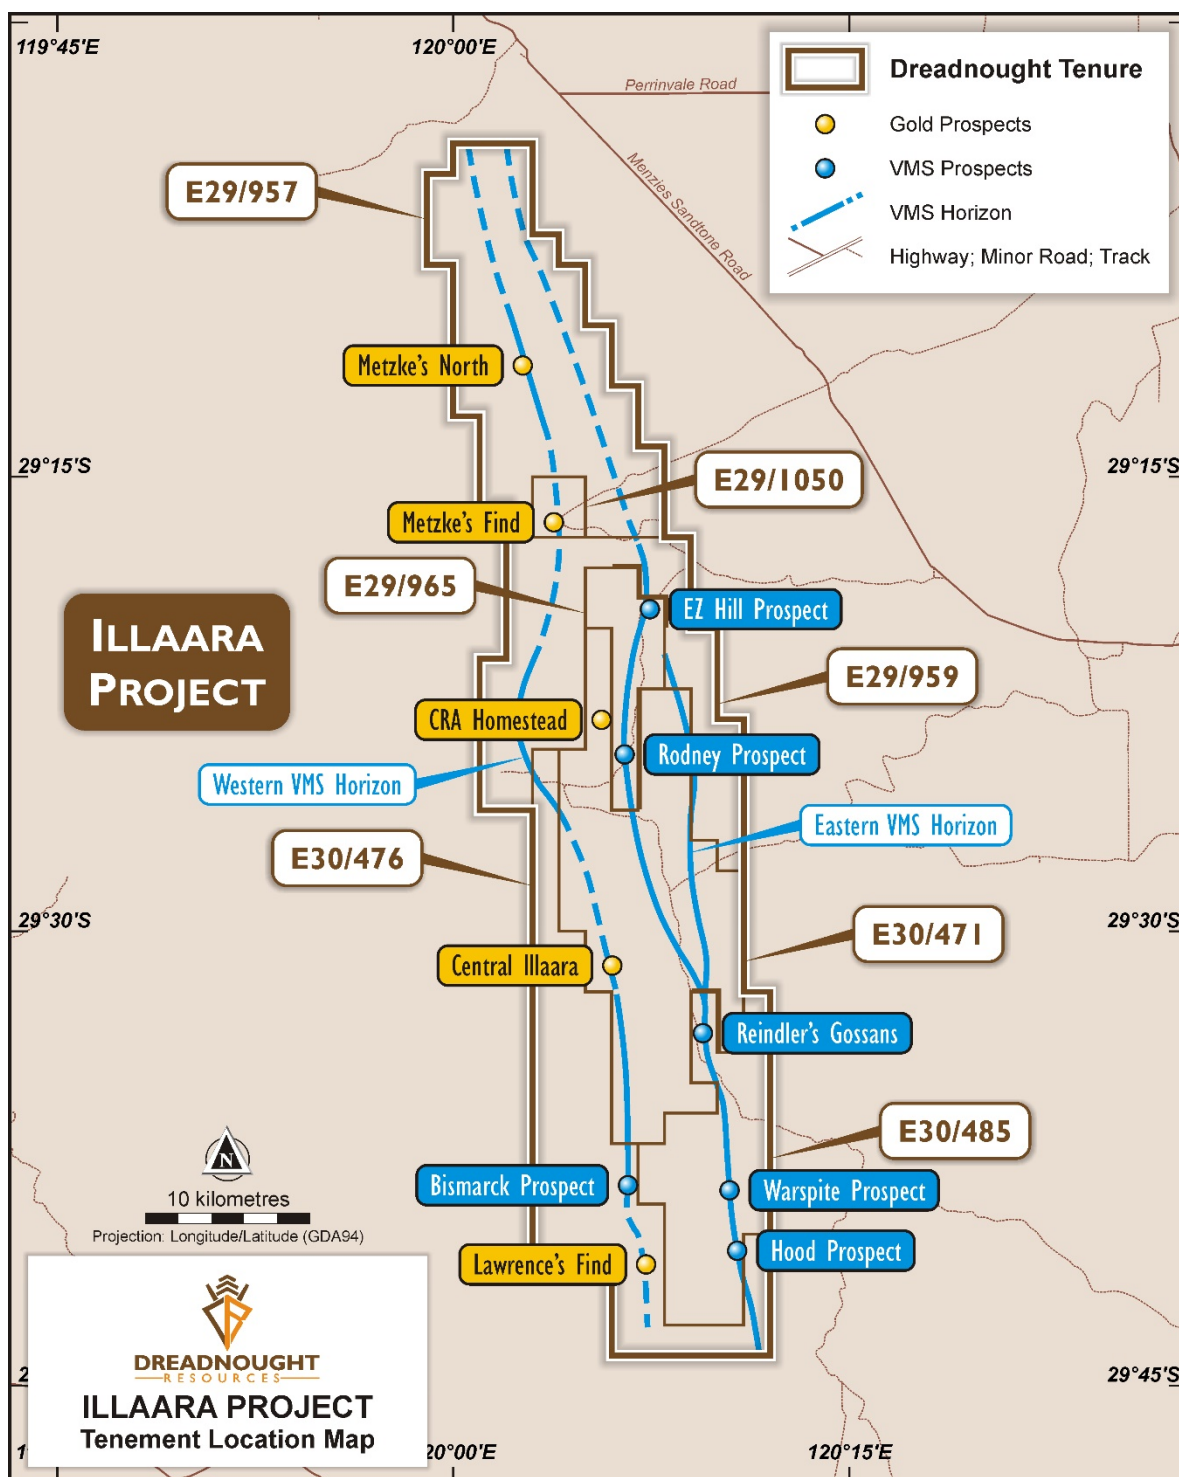 119°45'E
120°00'E
Dreadnought Tenure
Gold Prospects
VMS Prospects
VMS Horizon
Highway; Minor Road; Track
Perrinvale Road
Menzies Sandtone Road
E29/957
Metzke's North
29°15'S
29°15'S
E29/1050
Metzke's Find
E29/965
EZ Hill Prospect
ILLAARA
PROJECT
E29/959
CRA Homestead
Rodney Prospect
Western VMS Horizon
Eastern VMS Horizon
E30/476
29°30'S
29°30'S
E30/471
Central Illaara
Reindler's Gossans
E30/485
N
10 kilometres
Projection: Longitude/Latitude (GDA94)
Bismarck Prospect
Warspite Prospect
Hood Prospect
Lawrence's Find
DREADNOUGHT
RESOURCES
ILLAARA PROJECT
Tenement Location Map
29°45'S
120°00'E
120°15'E